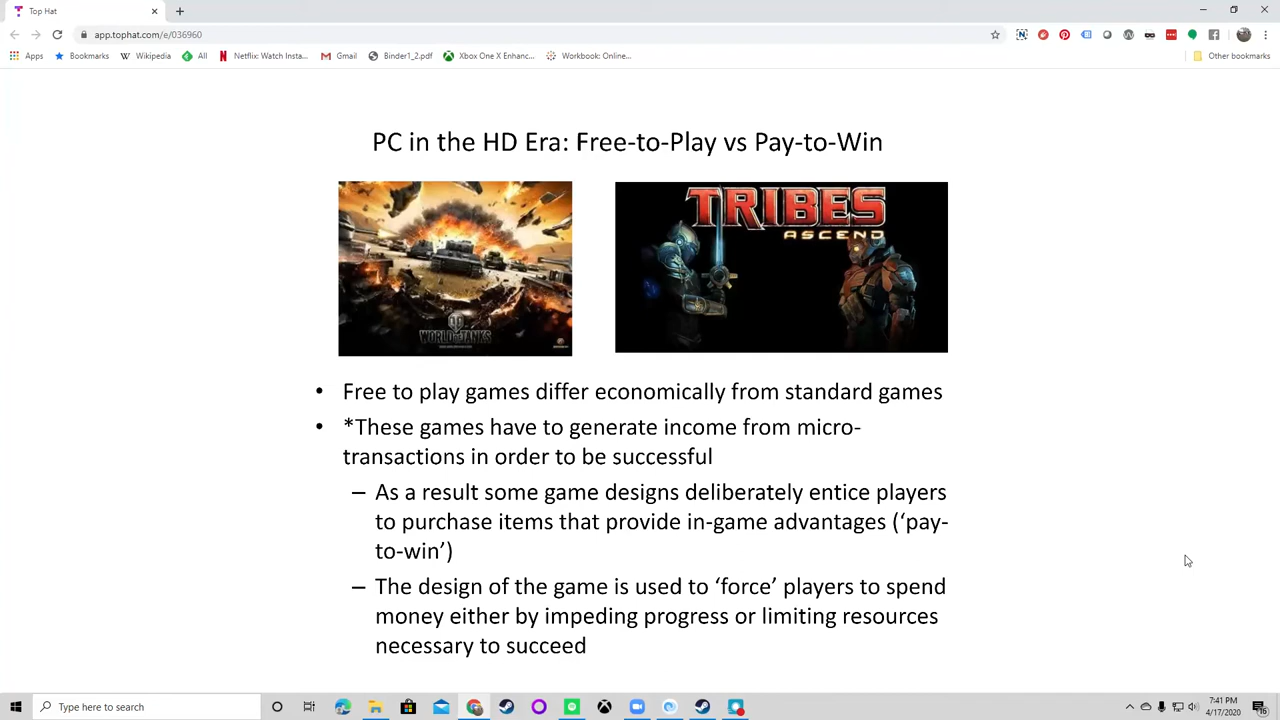 Top Hat
app.tophat.com/e/036960
Apps Bookmarks Wikipedia All Netflix: Watch Insta... Gmail Binder1_2.pdf Xbox One X Enhanc... Workbook: Onlin... Other bookmarks
PC in the HD Era: Free-to-Play vs Pay-to-Win
TRIBES
ASCEND
WORLD OF TANKS
• Free to play games differ economically from standard games
• *These games have to generate income from micro-
transactions in order to be successful
– As a result some game designs deliberately entice players
to purchase items that provide in-game advantages (‘pay-
to-win’)
– The design of the game is used to ‘force’ players to spend
money either by impeding progress or limiting resources
necessary to succeed
Type here to search
7:41 PM
4/17/2020